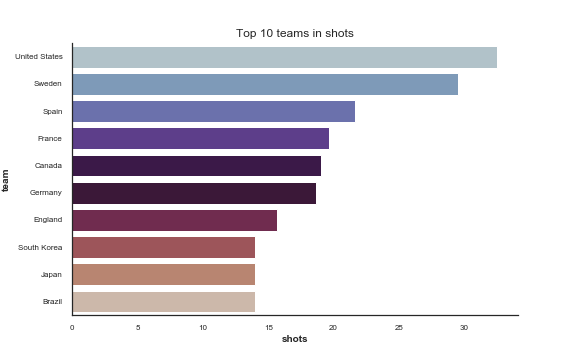 Top 10 teams in shots
United States
Sweden
Spain
France
Canada
Germany
England
South Korea
Japan
Brazil
team
0 5 10 15 20 25 30
shots